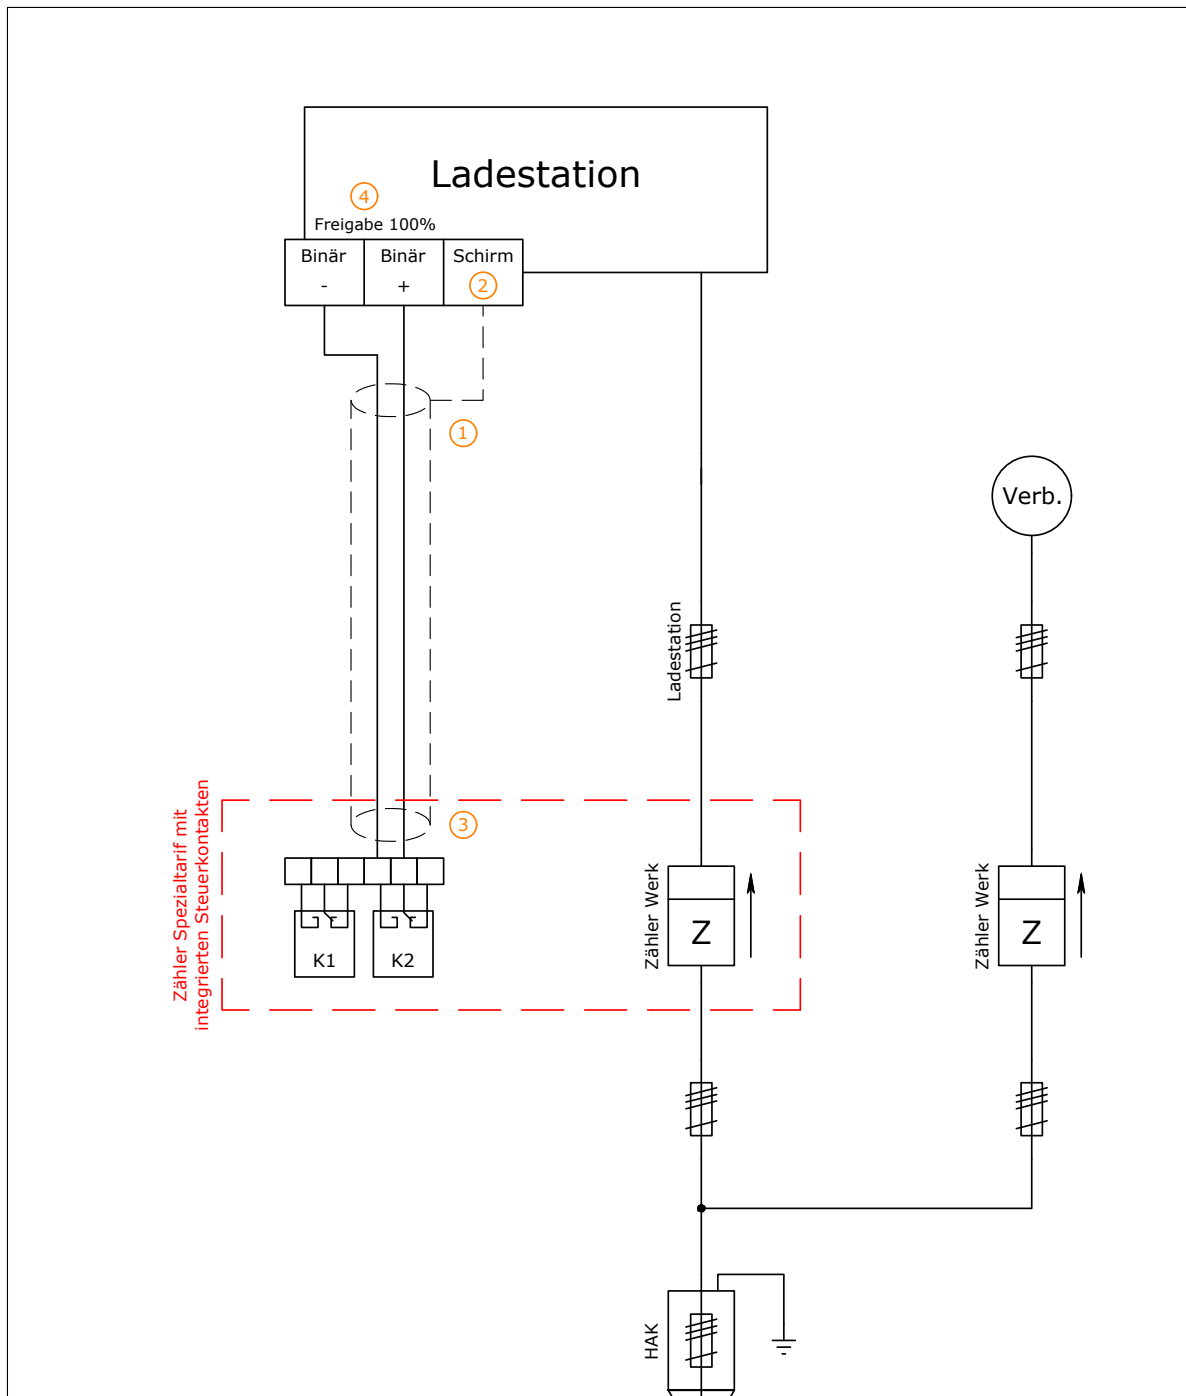 Ladestation
4
Freigabe 100%
Binär
-
Binär
+
Schirm
2
1
Verb.
Ladestation
3
Zähler Spezialtarif mit
integrierten Steuerkontakten
K1
K2
Zähler Werk
Z
Zähler Werk
Z
HAK